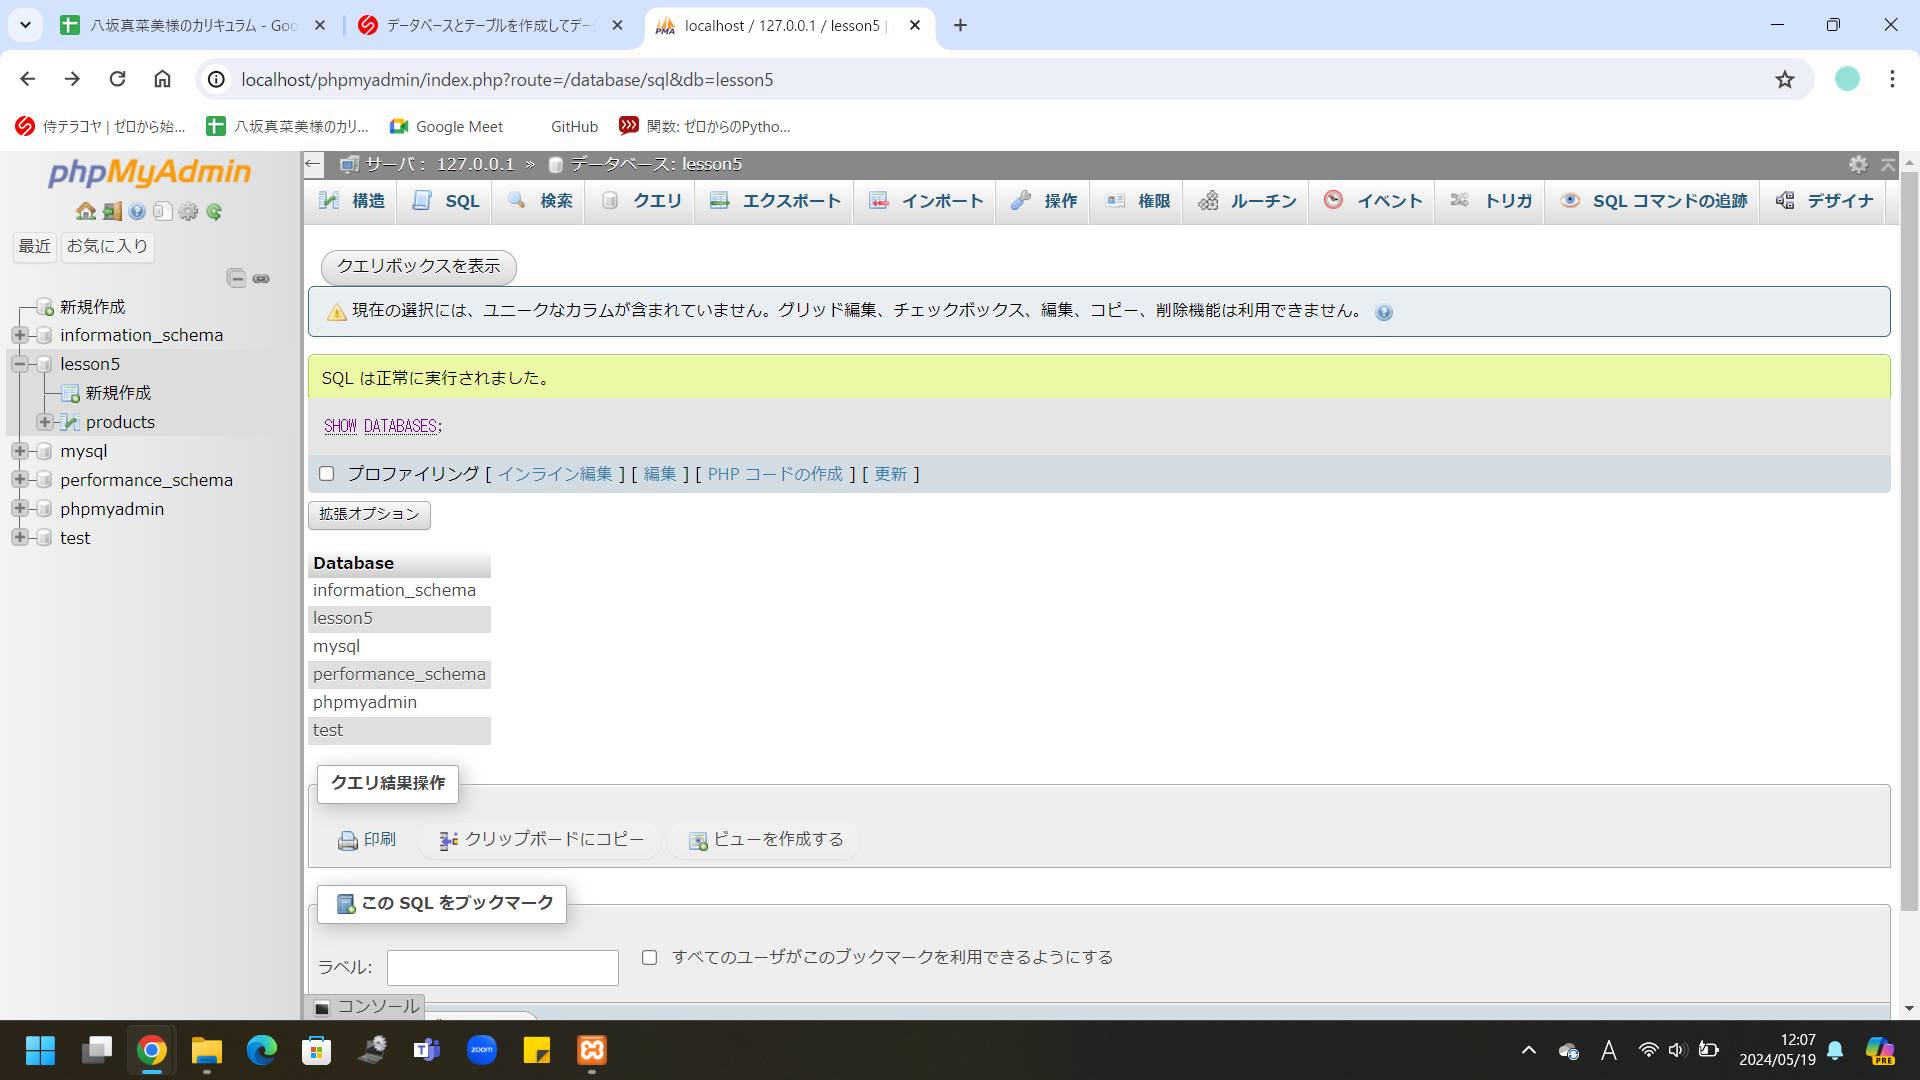 八坂真菜美様のカリキュラム - Goo
データベースとテーブルを作成してデー
localhost / 127.0.0.1 / lesson5 |
localhost/phpmyadmin/index.php?route=/database/sql&db=lesson5
侍テラコヤ | ゼロから始...
八坂真菜美様のカリ...
Google Meet
GitHub
関数: ゼロからのPytho...
phpMyAdmin
最近
お気に入り
新規作成
information_schema
lesson5
新規作成
products
mysql
performance_schema
phpmyadmin
test
サーバ： 127.0.0.1 » データベース: lesson5
構造
SQL
検索
クエリ
エクスポート
インポート
操作
権限
ルーチン
イベント
トリガ
SQL コマンドの追跡
デザイナ
クエリボックスを表示
現在の選択には、ユニークなカラムが含まれていません。グリッド編集、チェックボックス、編集、コピー、削除機能は利用できません。
SQL は正常に実行されました。
SHOW DATABASES;
プロファイリング [ インライン編集 ] [ 編集 ] [ PHP コードの作成 ] [ 更新 ]
拡張オプション
Database
information_schema
lesson5
mysql
performance_schema
phpmyadmin
test
クエリ結果操作
印刷
クリップボードにコピー
ビューを作成する
この SQL をブックマーク
ラベル:
すべてのユーザがこのブックマークを利用できるようにする
コンソール
zoom
A
12:07
2024/05/19
PRE